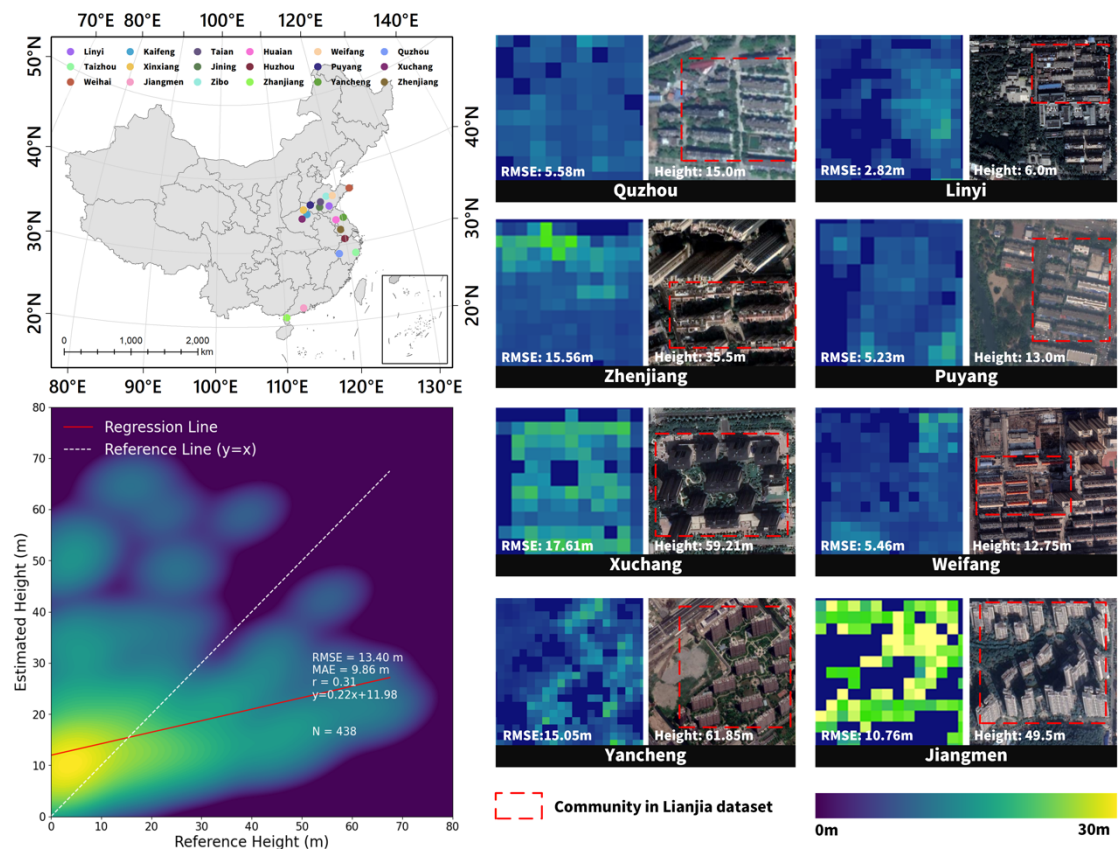 70°E 80°E 100°E 120°E 130°E 140°E
Linyi Kaifeng Taian Huaian Weifang Quzhou
Taizhou Xinxiang Jining Huzhou Puyang Xuchang
Weihai Jiangmen Zibo Zhanjiang Yancheng Zhenjiang
50°N
40°N
30°N
20°N
40°N
30°N
20°N
0 1,000 2,000
km
80°E 90°E 100°E 110°E 120°E 130°E
Regression Line
Reference Line (y=x)
RMSE = 13.40 m
MAE = 9.86 m
r = 0.31
y=0.22x+11.98
N = 438
80
70
60
50
40
30
20
10
0
0 10 20 30 40 50 60 70 80
Estimated Height (m)
Reference Height (m)
RMSE: 5.58m Height: 15.0m
Quzhou
RMSE: 2.82m Height: 6.0m
Linyi
RMSE: 15.56m Height: 35.5m
Zhenjiang
RMSE: 5.23m Height: 13.0m
Puyang
RMSE: 17.61m Height: 59.21m
Xuchang
RMSE: 5.46m Height: 12.75m
Weifang
RMSE:15.05m Height: 61.85m
Yancheng
RMSE: 10.76m Height: 49.5m
Jiangmen
Community in Lianjia dataset
0m 30m